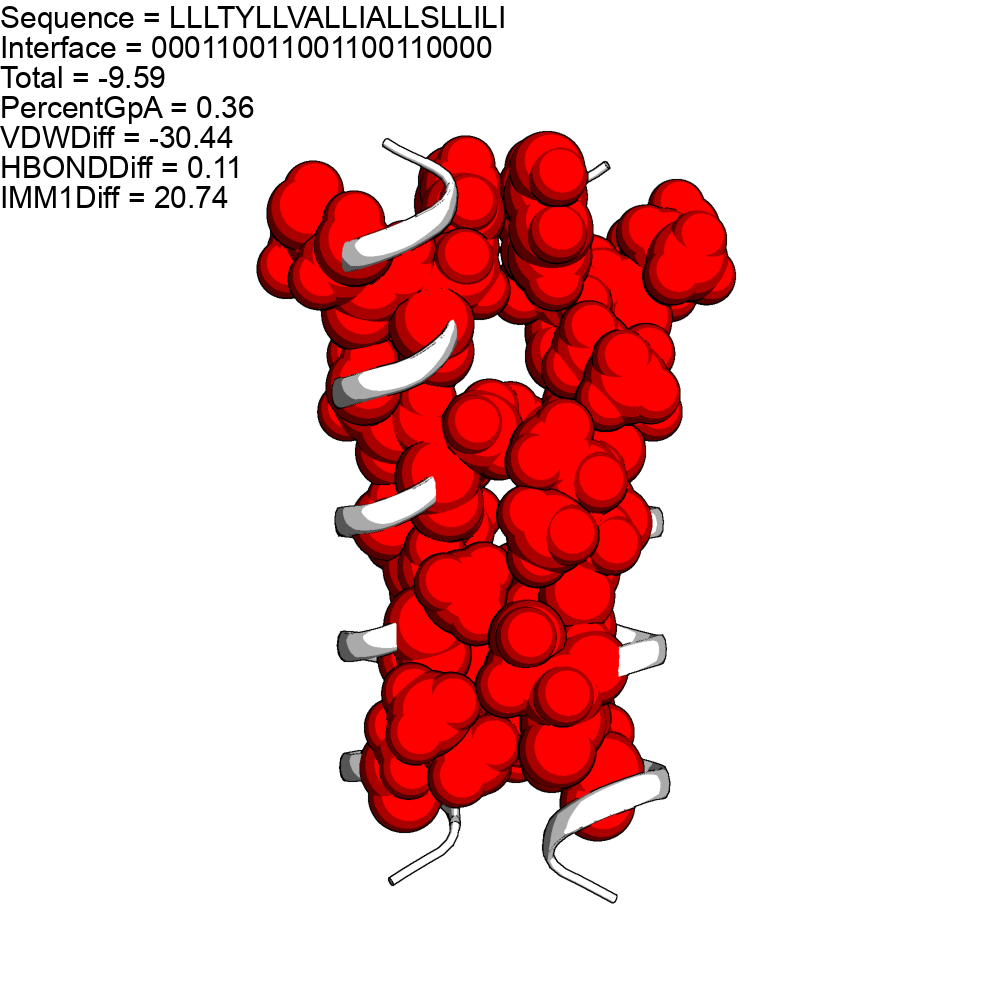 Sequence = LLLTYLLVALLIALLSLLILI
Interface = 000110011001100110000
Total = -9.59
PercentGpA = 0.36
VDWDiff = -30.44
HBONDDiff = 0.11
IMM1Diff = 20.74